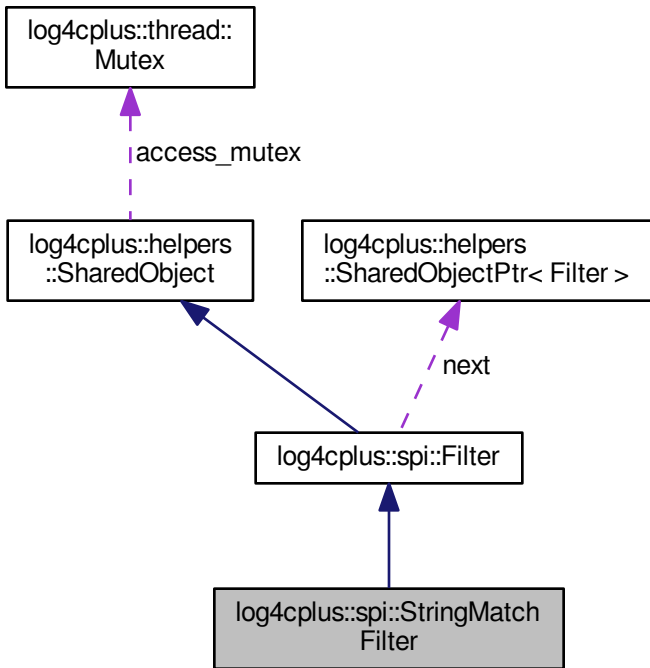 log4cplus::thread::
Mutex
access_mutex
log4cplus::helpers
::SharedObject
log4cplus::helpers
::SharedObjectPtr< Filter >
next
log4cplus::spi::Filter
log4cplus::spi::StringMatch
Filter